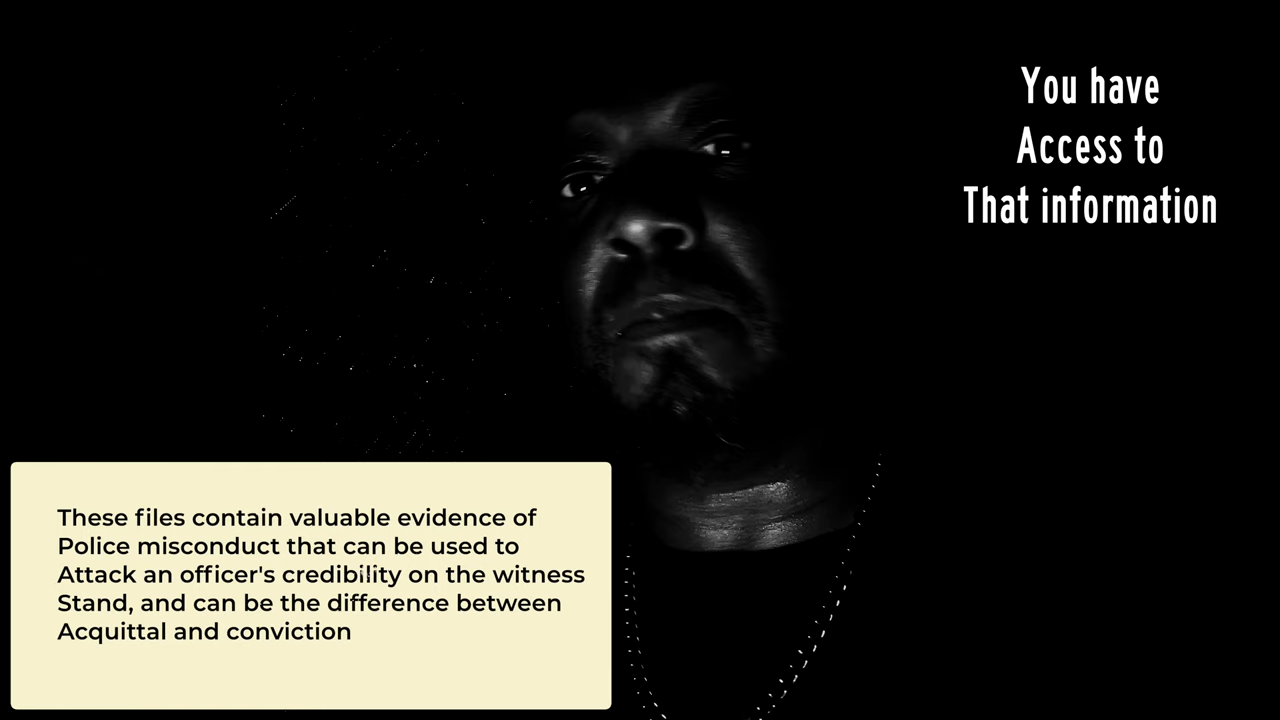 You have
Access to
That information
These files contain valuable evidence of
Police misconduct that can be used to
Attack an officer's credibility on the witness
Stand, and can be the difference between
Acquittal and conviction